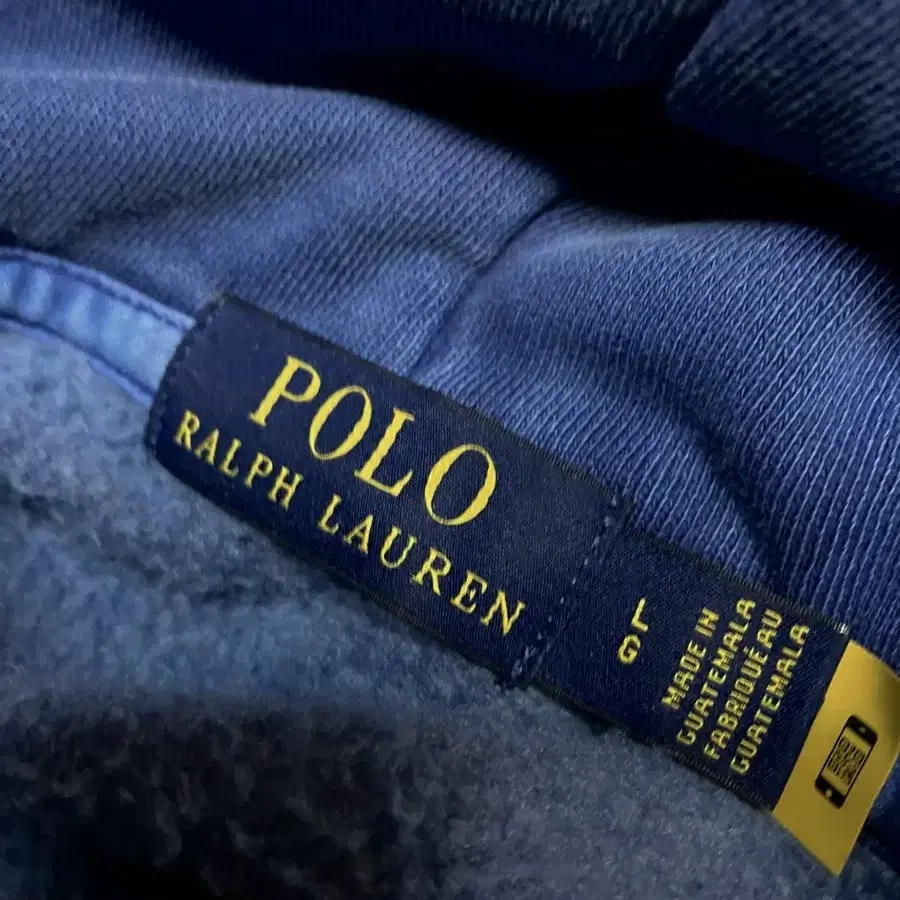 POLO
RALPH LAUREN
L
G
MADE IN
GUATEMALA
FABRIQUÉ AU
GUATEMALA